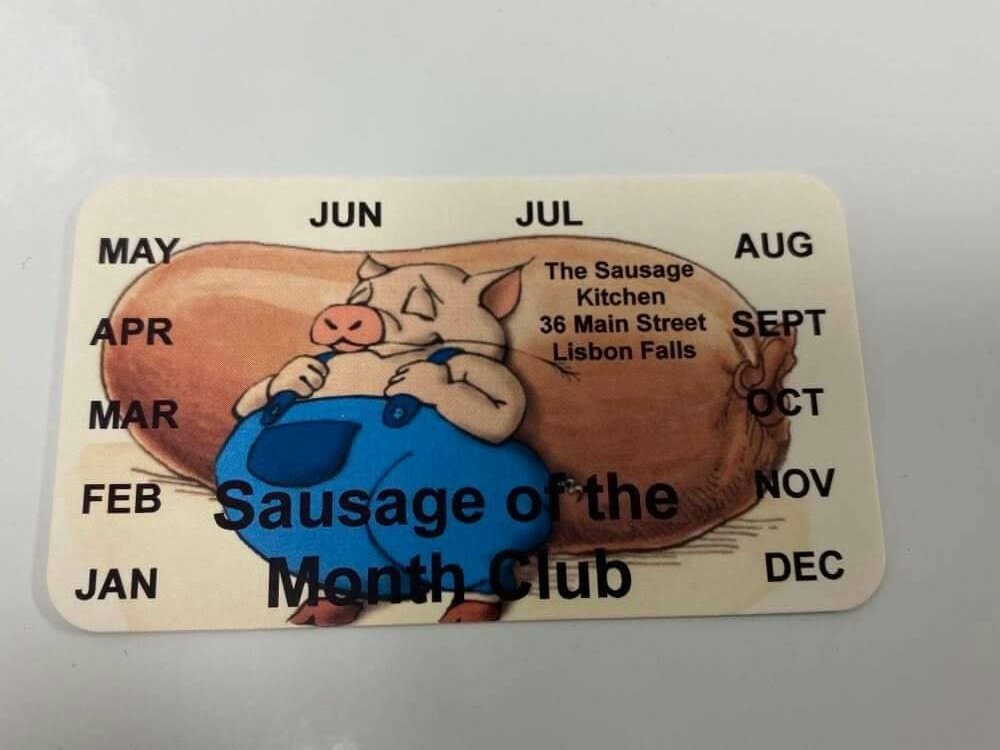 JUN JUL
MAY AUG
The Sausage
Kitchen
36 Main Street
Lisbon Falls
APR SEPT
MAR OCT
FEB NOV
JAN DEC
Sausage of the
Month Club